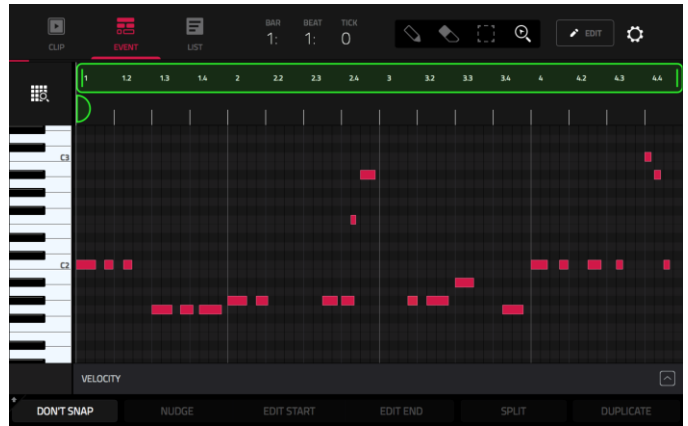 BAR BEAT TICK
1: 1: 0
CLIP EVENT LIST EDIT
1 1.2 1.3 1.4 2 2.2 2.3 2.4 3 3.2 3.3 3.4 4 4.2 4.3 4.4
C3
C2
VELOCITY
DON'T SNAP NUDGE EDIT START EDIT END SPLIT DUPLICATE